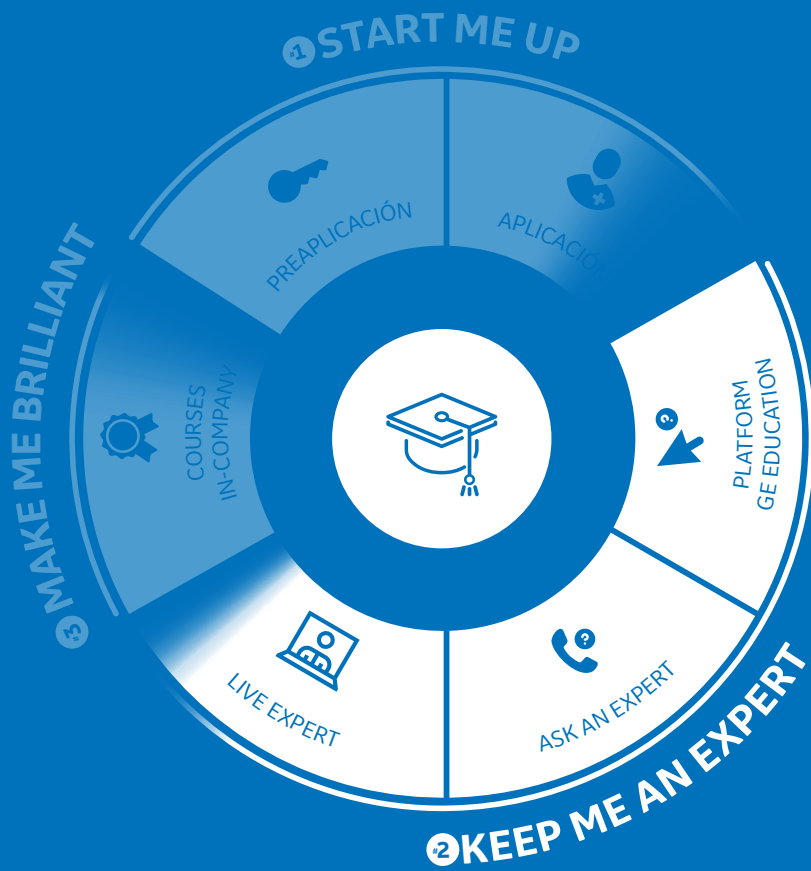 #1 START ME UP
PREAPLICACIÓN
APLICACIÓN
PLATFORM
GE EDUCATION
ASK AN EXPERT
LIVE EXPERT
#2 KEEP ME AN EXPERT
COURSES
IN-COMPANY
#3 MAKE ME BRILLIANT
?
?